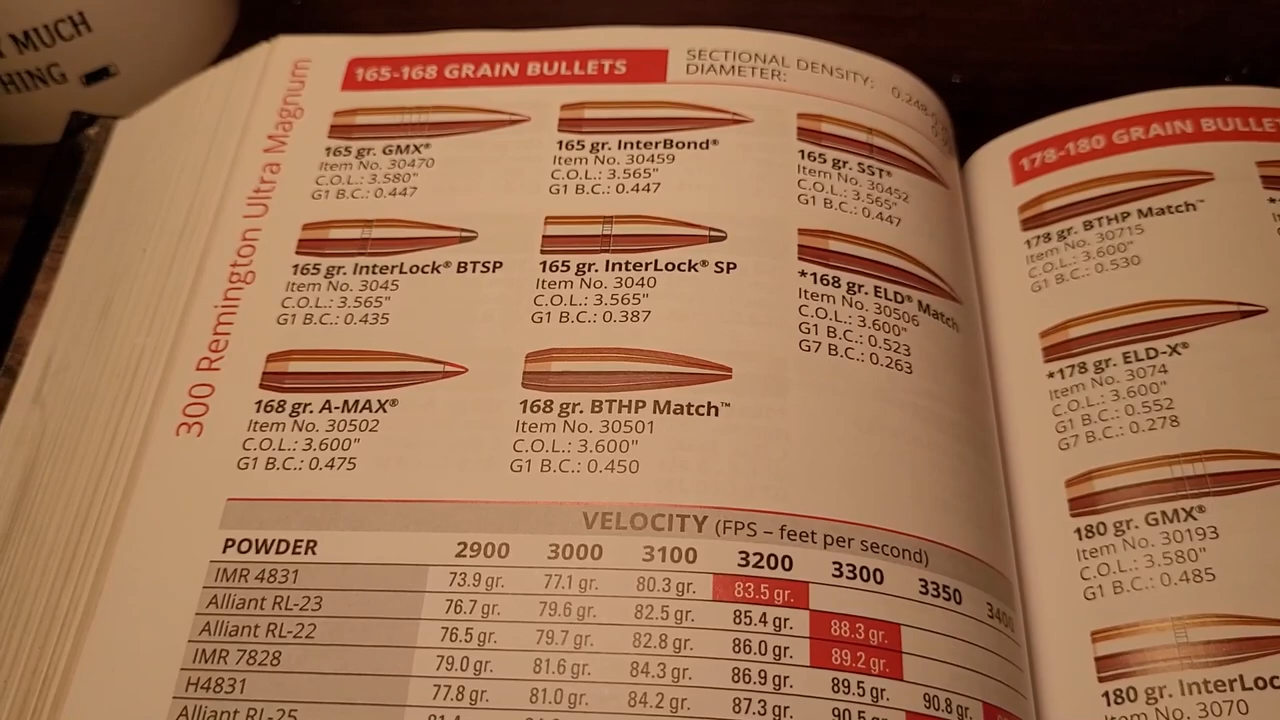 Y MUCH
HING
300 Remington Ultra Magnum
165-168 GRAIN BULLETS
SECTIONAL DENSITY:
DIAMETER:
165 gr. GMX®
Item No. 30470
C.O.L.: 3.580"
G1 B.C.: 0.447
165 gr. InterBond®
Item No. 30459
C.O.L.: 3.565"
G1 B.C.: 0.447
165 gr. SST®
Item No. 30452
C.O.L.: 3.565"
G1 B.C.: 0.447
165 gr. InterLock® BTSP
Item No. 3045
C.O.L.: 3.565"
G1 B.C.: 0.435
165 gr. InterLock® SP
Item No. 3040
C.O.L.: 3.565"
G1 B.C.: 0.387
*168 gr. ELD® Match
Item No. 30506
C.O.L.: 3.600"
G1 B.C.: 0.523
G7 B.C.: 0.263
168 gr. A-MAX®
Item No. 30502
C.O.L.: 3.600"
G1 B.C.: 0.475
168 gr. BTHP Match™
Item No. 30501
C.O.L.: 3.600"
G1 B.C.: 0.450
VELOCITY (FPS – feet per second)
POWDER 2900 3000 3100 3200 3300 3350 3400
IMR 4831 73.9 gr. 77.1 gr. 80.3 gr. 83.5 gr.
Alliant RL-23 76.7 gr. 79.6 gr. 82.5 gr. 85.4 gr. 88.3 gr.
Alliant RL-22 76.5 gr. 79.7 gr. 82.8 gr. 86.0 gr. 89.2 gr.
IMR 7828 79.0 gr. 81.6 gr. 84.3 gr. 86.9 gr. 89.5 gr.
H4831 77.8 gr. 81.0 gr. 84.2 gr. 87.3 gr. 90.5 gr. 90.8 gr.
Alliant RL-25
178-180 GRAIN BULLE
178 gr. BTHP Match™
Item No. 30715
C.O.L.: 3.600"
G1 B.C.: 0.530
*178 gr. ELD-X®
Item No. 3074
C.O.L.: 3.600"
G1 B.C.: 0.552
G7 B.C.: 0.278
180 gr. GMX®
Item No. 30193
C.O.L.: 3.580"
G1 B.C.: 0.485
180 gr. InterLoc
Item No. 3070